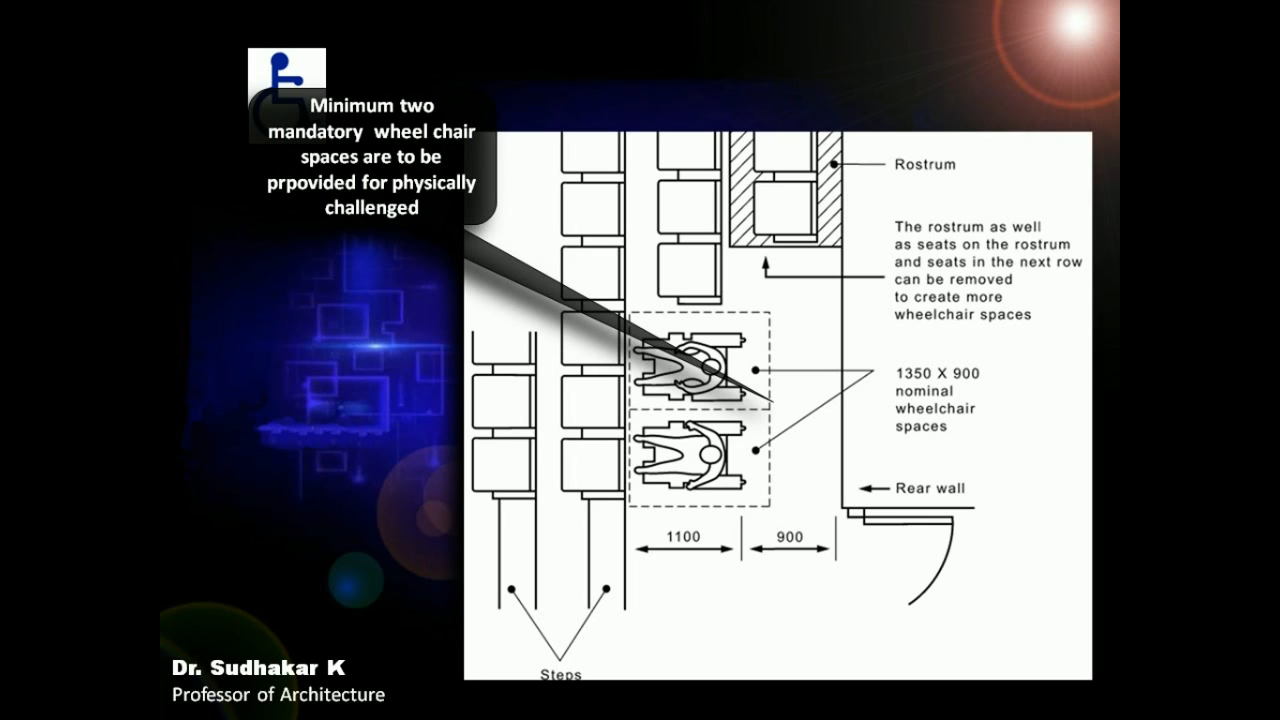 Minimum two
mandatory wheel chair
spaces are to be
prpovided for physically
challenged
Rostrum
The rostrum as well
as seats on the rostrum
and seats in the next row
can be removed
to create more
wheelchair spaces
1350 X 900
nominal
wheelchair
spaces
Rear wall
1100
900
Steps
Dr. Sudhakar K
Professor of Architecture